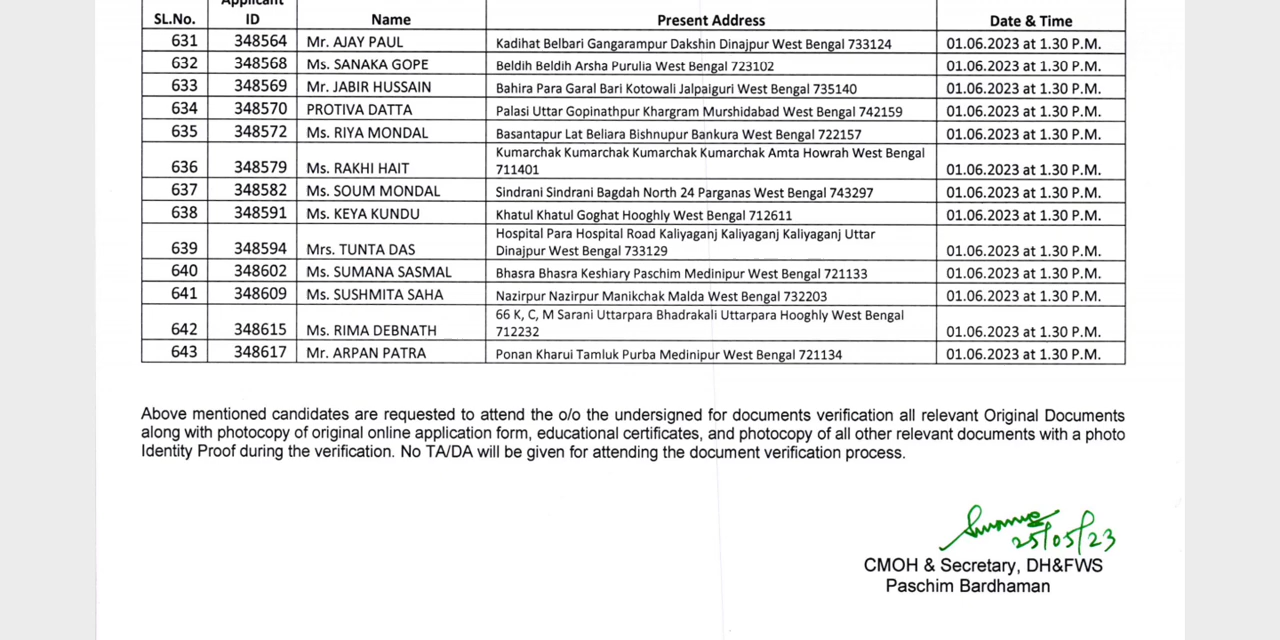 Applicant
SL.No. ID Name Present Address Date & Time
631 348564 Mr. AJAY PAUL Kadihat Belbari Gangarampur Dakshin Dinajpur West Bengal 733124 01.06.2023 at 1.30 P.M.
632 348568 Ms. SANAKA GOPE Beldih Beldih Arsha Purulia West Bengal 723102 01.06.2023 at 1.30 P.M.
633 348569 Mr. JABIR HUSSAIN Bahira Para Garal Bari Kotowali Jalpaiguri West Bengal 735140 01.06.2023 at 1.30 P.M.
634 348570 PROTIVA DATTA Palasi Uttar Gopinathpur Khargram Murshidabad West Bengal 742159 01.06.2023 at 1.30 P.M.
635 348572 Ms. RIYA MONDAL Basantapur Lat Beliara Bishnupur Bankura West Bengal 722157 01.06.2023 at 1.30 P.M.
Kumarchak Kumarchak Kumarchak Kumarchak Amta Howrah West Bengal
636 348579 Ms. RAKHI HAIT 711401 01.06.2023 at 1.30 P.M.
637 348582 Ms. SOUM MONDAL Sindrani Sindrani Bagdah North 24 Parganas West Bengal 743297 01.06.2023 at 1.30 P.M.
638 348591 Ms. KEYA KUNDU Khatul Khatul Goghat Hooghly West Bengal 712611 01.06.2023 at 1.30 P.M.
Hospital Para Hospital Road Kaliyaganj Kaliyaganj Kaliyaganj Uttar
639 348594 Mrs. TUNTA DAS Dinajpur West Bengal 733129 01.06.2023 at 1.30 P.M.
640 348602 Ms. SUMANA SASMAL Bhasra Bhasra Keshiary Paschim Medinipur West Bengal 721133 01.06.2023 at 1.30 P.M.
641 348609 Ms. SUSHMITA SAHA Nazirpur Nazirpur Manikchak Malda West Bengal 732203 01.06.2023 at 1.30 P.M.
66 K, C, M Sarani Uttarpara Bhadrakali Uttarpara Hooghly West Bengal
642 348615 Ms. RIMA DEBNATH 712232 01.06.2023 at 1.30 P.M.
643 348617 Mr. ARPAN PATRA Ponan Kharui Tamluk Purba Medinipur West Bengal 721134 01.06.2023 at 1.30 P.M.
Above mentioned candidates are requested to attend the o/o the undersigned for documents verification all relevant Original Documents
along with photocopy of original online application form, educational certificates, and photocopy of all other relevant documents with a photo
Identity Proof during the verification. No TA/DA will be given for attending the document verification process.
25/05/23
CMOH & Secretary, DH&FWS
Paschim Bardhaman